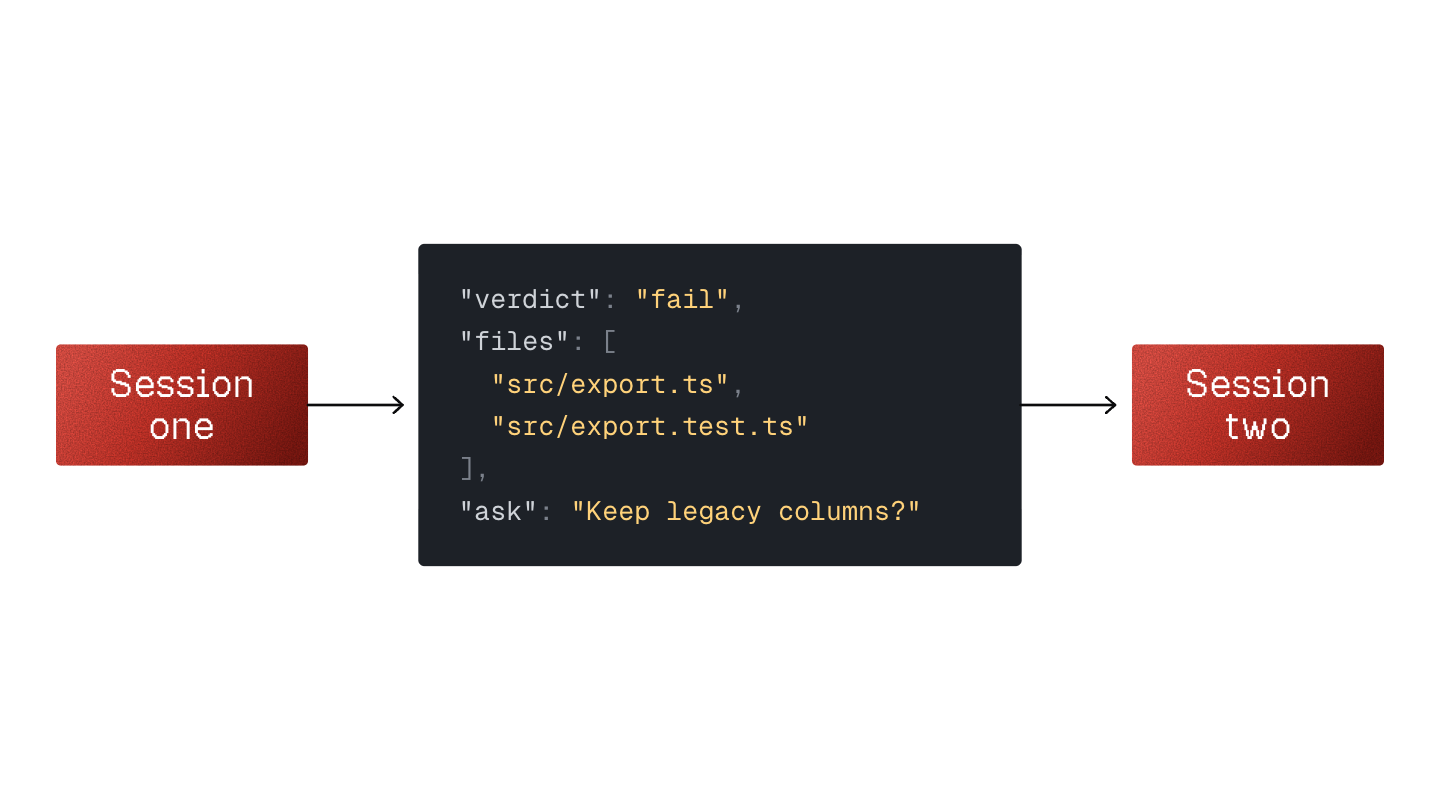 Session
one
"verdict": "fail",
"files": [
  "src/export.ts",
  "src/export.test.ts"
],
"ask": "Keep legacy columns?"
Session
two